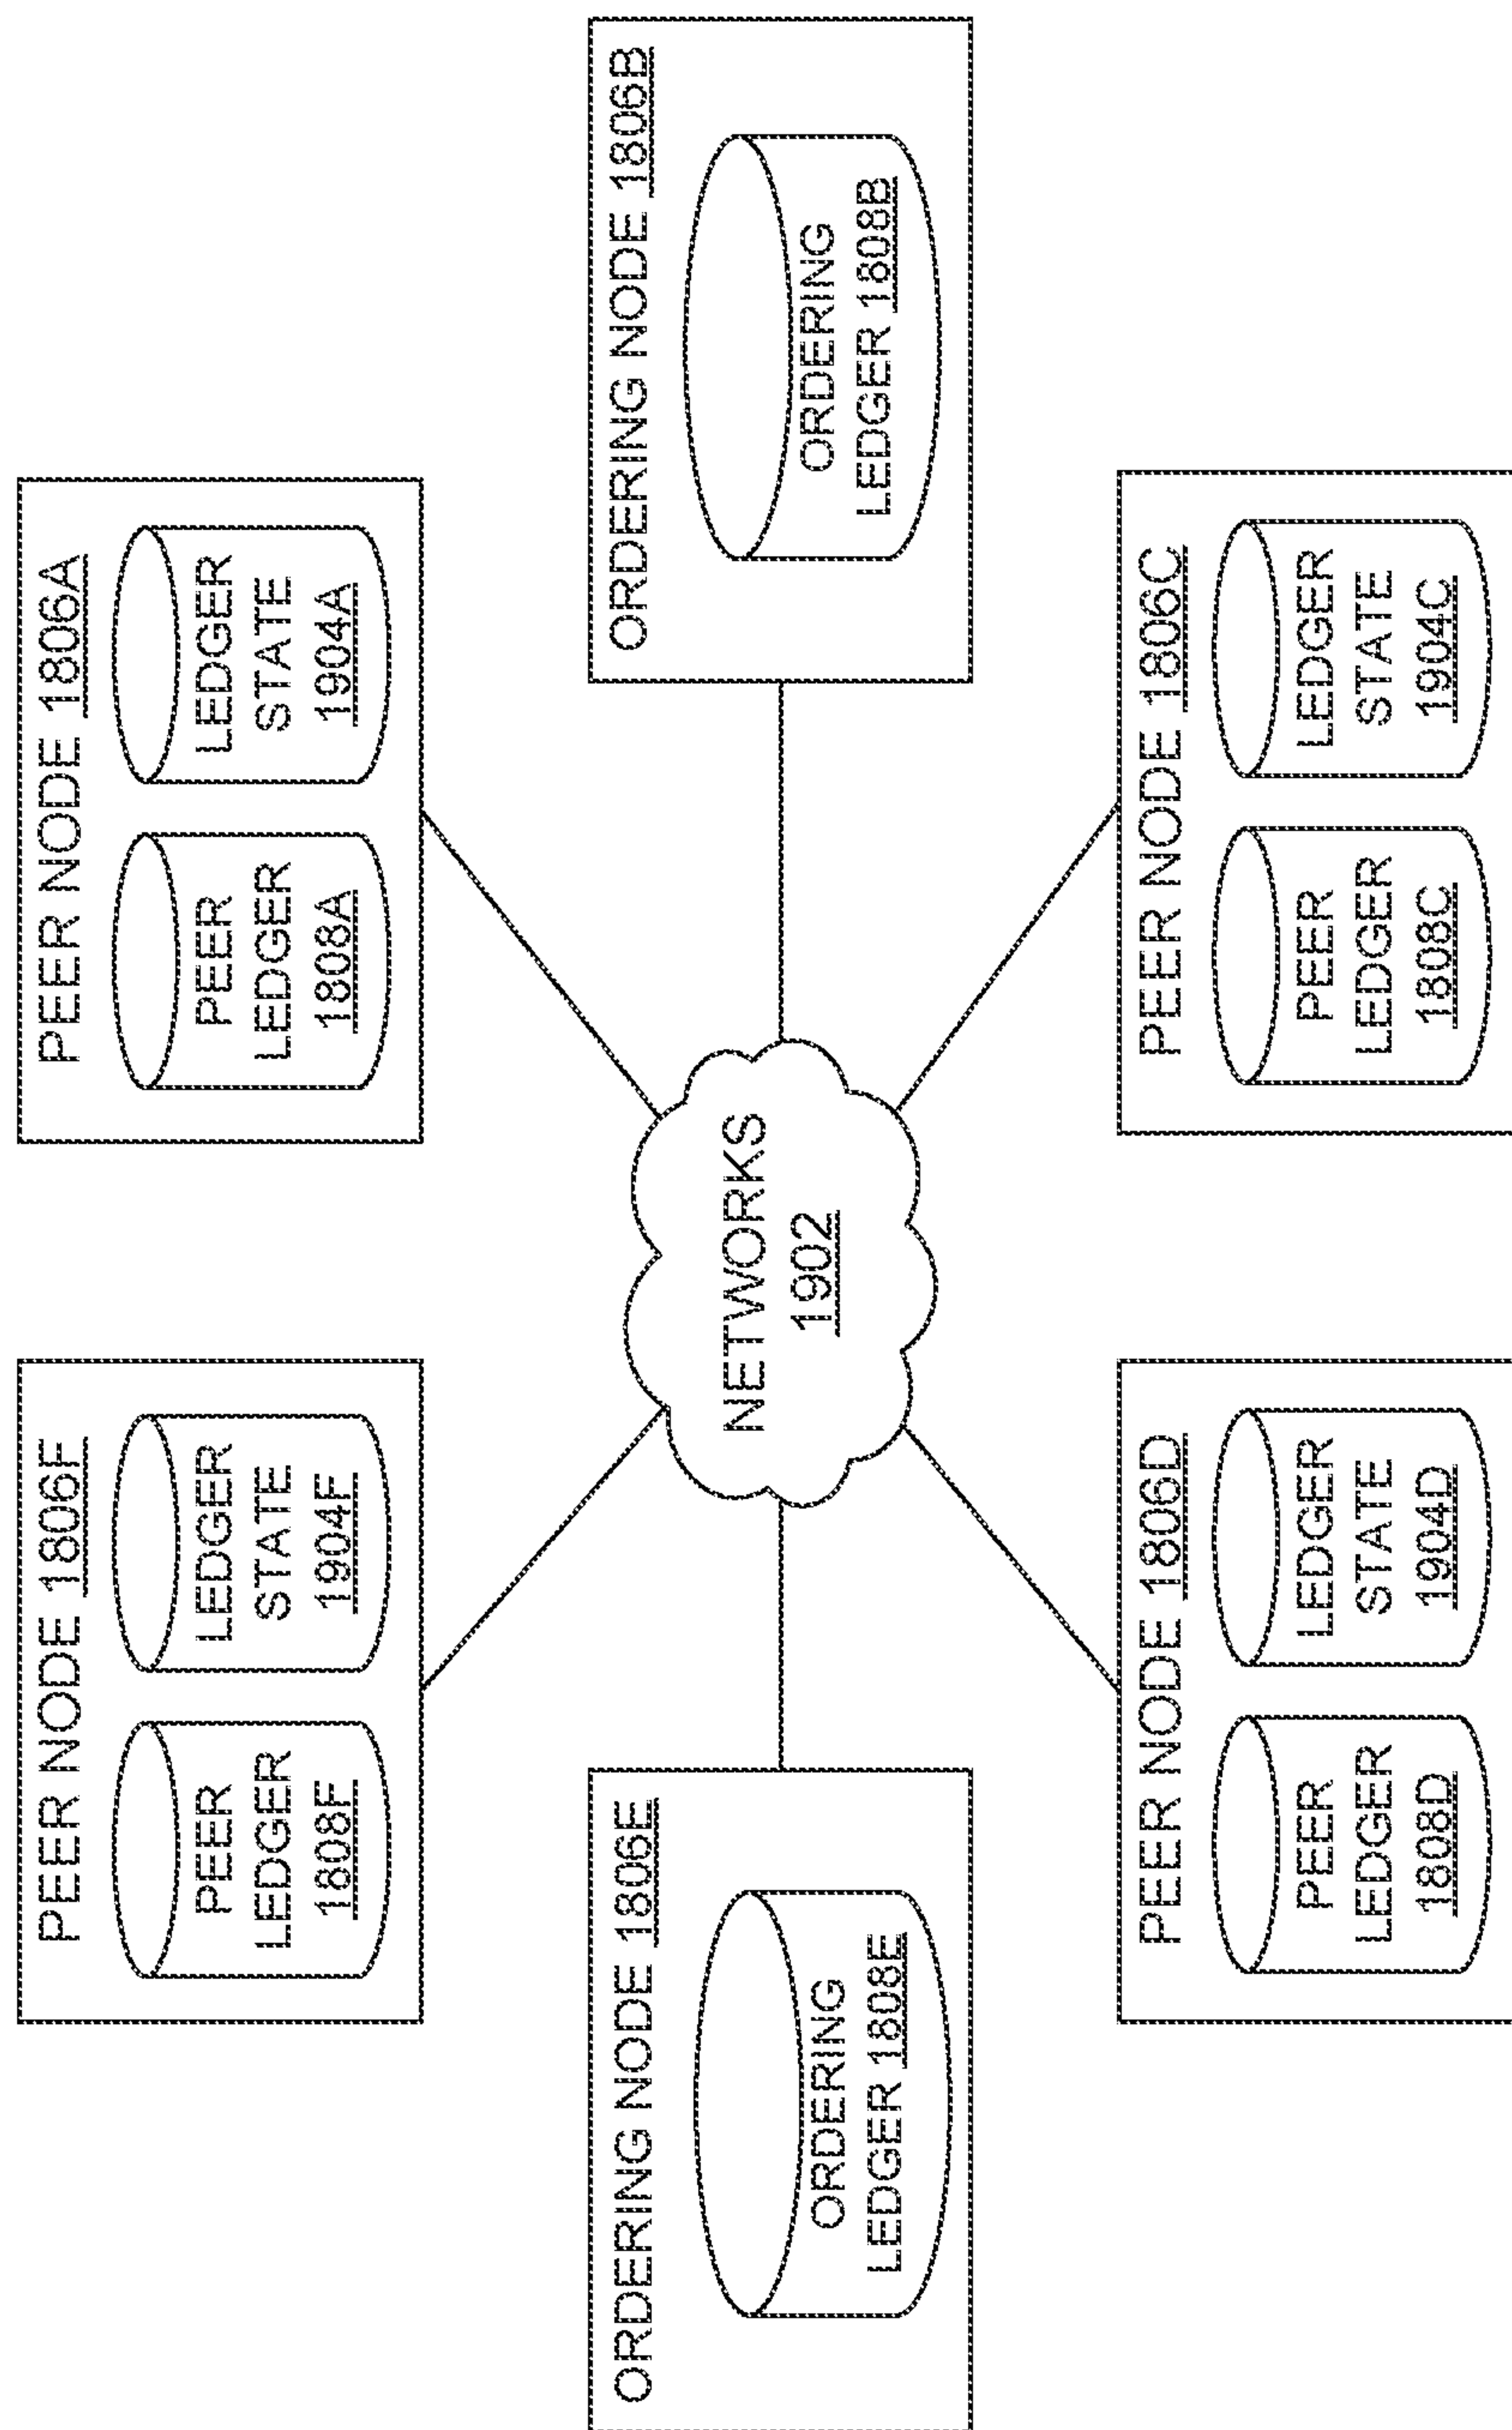 PEER NODE 1806F
PEER
LEDGER
1808F
LEDGER
STATE
1904F
PEER NODE 1806A
PEER
LEDGER
1808A
LEDGER
STATE
1904A
ORDERING NODE 1806E
ORDERING
LEDGER 1808E
NETWORKS
1902
ORDERING NODE 1806B
ORDERING
LEDGER 1808B
PEER NODE 1806D
PEER
LEDGER
1808D
LEDGER
STATE
1904D
PEER NODE 1806C
PEER
LEDGER
1808C
LEDGER
STATE
1904C